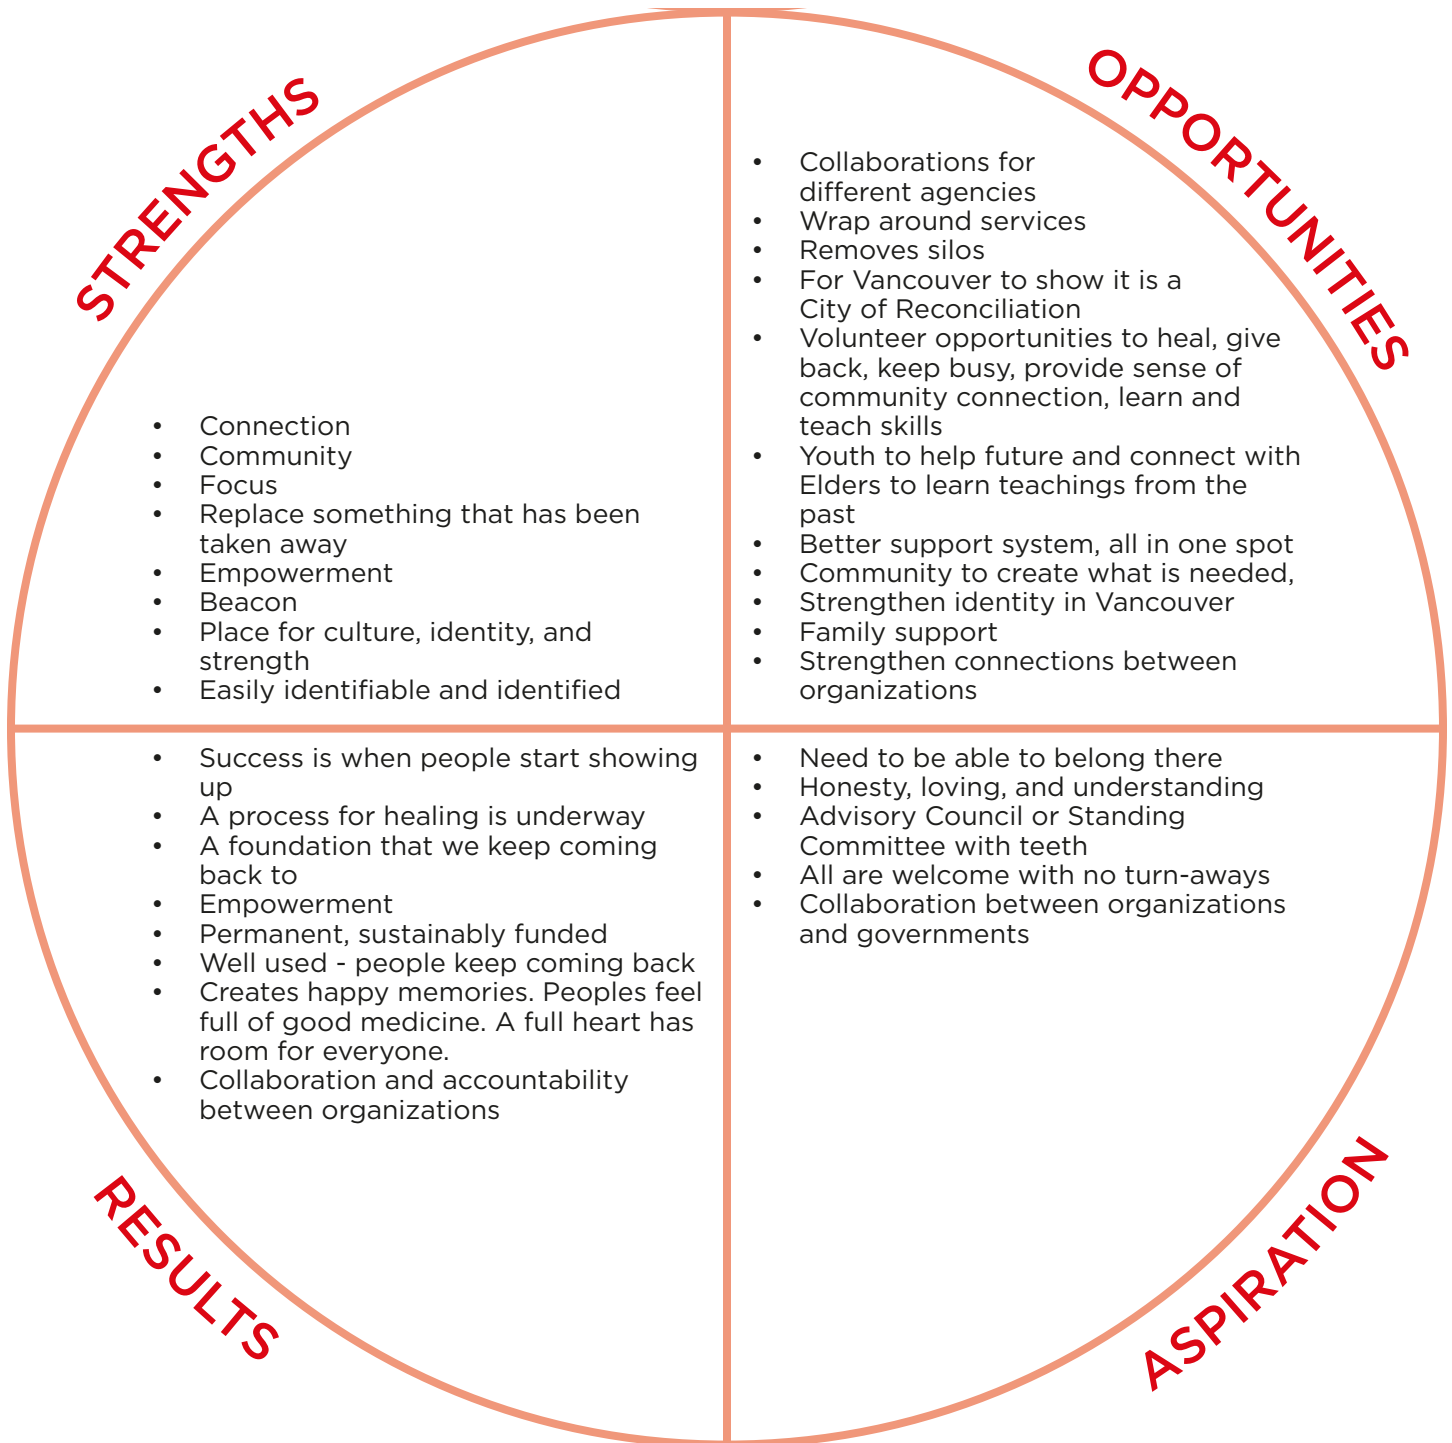 STRENGTHS
• Connection
• Community
• Focus
• Replace something that has been
taken away
• Empowerment
• Beacon
• Place for culture, identity, and
strength
• Easily identifiable and identified
OPPORTUNITIES
• Collaborations for
different agencies
• Wrap around services
• Removes silos
• For Vancouver to show it is a
City of Reconciliation
• Volunteer opportunities to heal, give
back, keep busy, provide sense of
community connection, learn and
teach skills
• Youth to help future and connect with
Elders to learn teachings from the
past
• Better support system, all in one spot
• Community to create what is needed,
• Strengthen identity in Vancouver
• Family support
• Strengthen connections between
organizations
• Success is when people start showing
up
• A process for healing is underway
• A foundation that we keep coming
back to
• Empowerment
• Permanent, sustainably funded
• Well used - people keep coming back
• Creates happy memories. Peoples feel
full of good medicine. A full heart has
room for everyone.
• Collaboration and accountability
between organizations
RESULTS
• Need to be able to belong there
• Honesty, loving, and understanding
• Advisory Council or Standing
Committee with teeth
• All are welcome with no turn-aways
• Collaboration between organizations
and governments
ASPIRATION